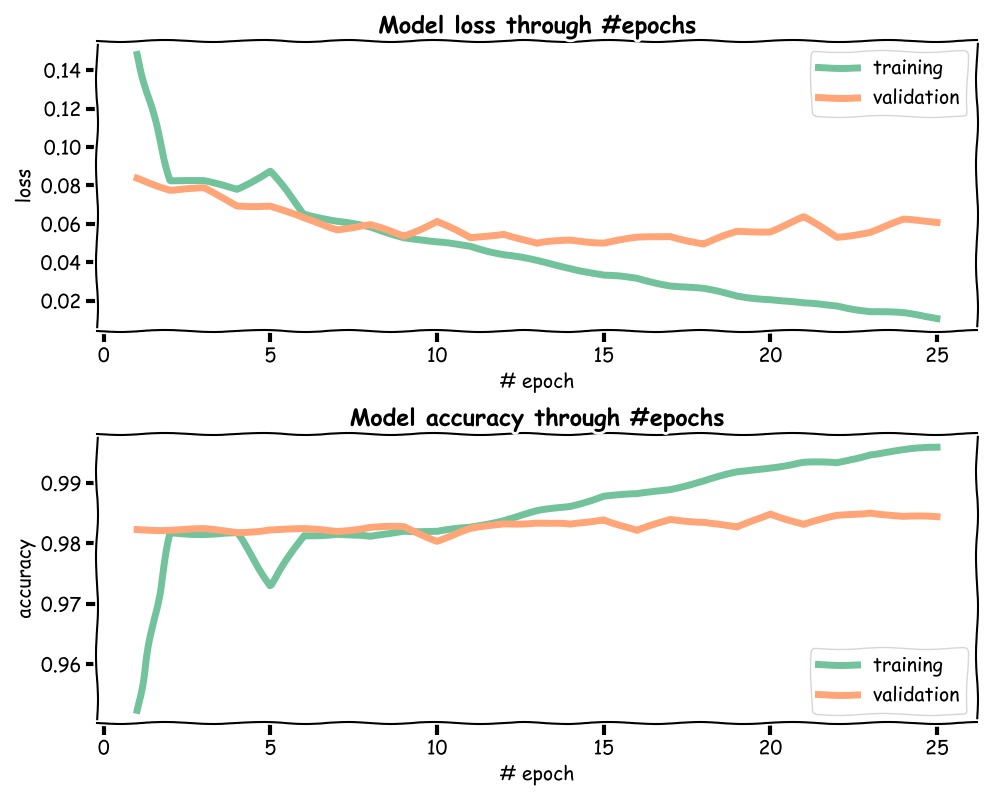 Model loss through #epochs
training
validation
loss
0.14
0.12
0.10
0.08
0.06
0.04
0.02
0 5 10 15 20 25
# epoch
Model accuracy through #epochs
accuracy
0.99
0.98
0.97
0.96
training
validation
0 5 10 15 20 25
# epoch